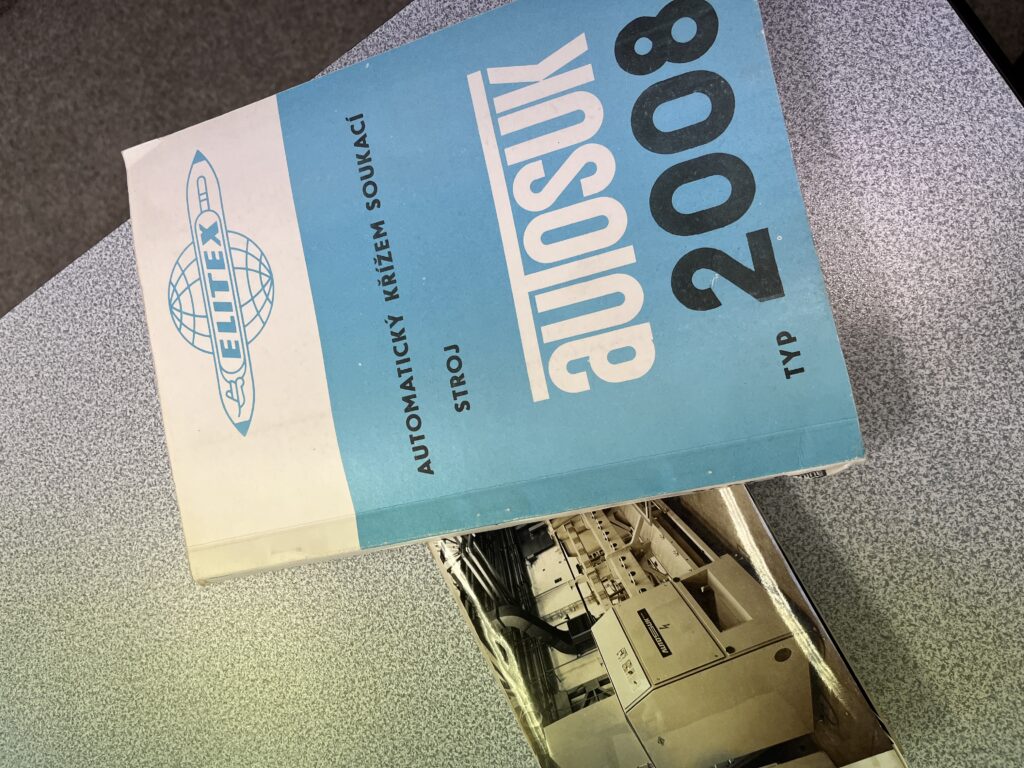 ELITEX
AUTOMATICKÝ KŘÍŽEM SOUKACÍ
STROJ
autosuk
TYP 2008